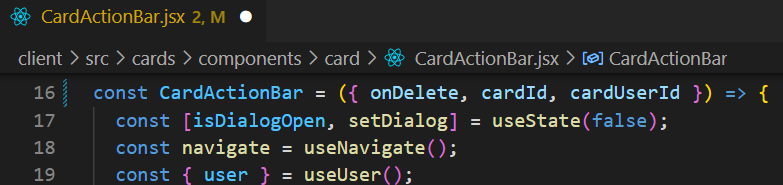 CardActionBar.jsx 2, M
client > src > cards > components > card > CardActionBar.jsx > CardActionBar
16 const CardActionBar = ({ onDelete, cardId, cardUserId }) => {
17 const [isDialogOpen, setDialog] = useState(false);
18 const navigate = useNavigate();
19 const { user } = useUser();